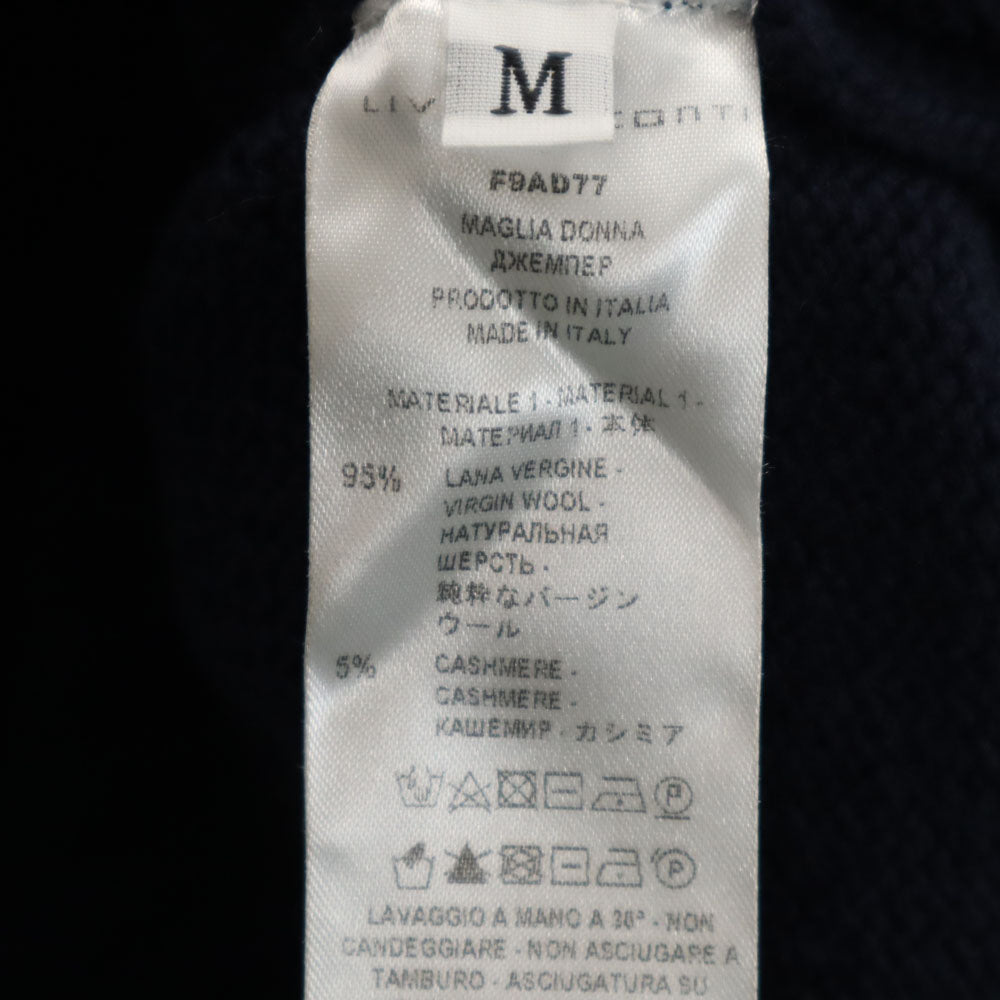 M
LIV CONTI
F9AD77
MAGLIA DONNA
ДЖЕМПЕР
PRODOTTO IN ITALIA
MADE IN ITALY
MATERIALE 1 - MATERIAL 1 -
МАТЕРИАЛ 1 - 本体
95% LANA VERGINE -
VIRGIN WOOL -
НАТУРАЛЬНАЯ
ШЕРСТЬ -
純粋なバージン
ウール
5% CASHMERE -
CASHMERE -
КАШЕМИР - カシミア
P
P
LAVAGGIO A MANO A 30° - NON
CANDEGGIARE - NON ASCIUGARE A
TAMBURO - ASCIUGATURA SU